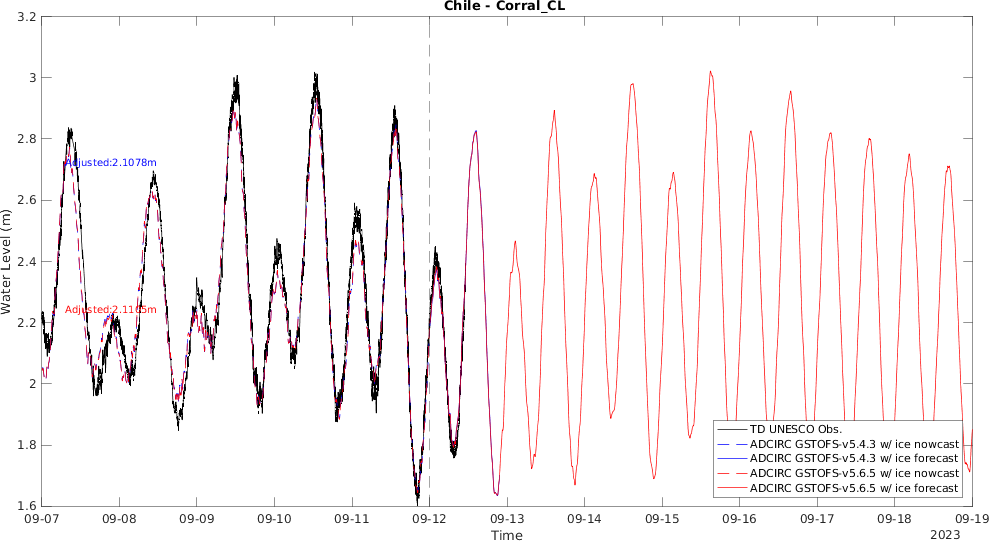 Chile - Corral_CL
3.2
3
2.8
2.6
2.4
2.2
2
1.8
1.6
Water Level (m)
Adjusted:2.1078m
Adjusted:2.1165m
TD UNESCO Obs.
ADCIRC GSTOFS-v5.4.3 w/ ice nowcast
ADCIRC GSTOFS-v5.4.3 w/ ice forecast
ADCIRC GSTOFS-v5.6.5 w/ ice nowcast
ADCIRC GSTOFS-v5.6.5 w/ ice forecast
09-07 09-08 09-09 09-10 09-11 09-12 09-13 09-14 09-15 09-16 09-17 09-18 09-19
Time
2023